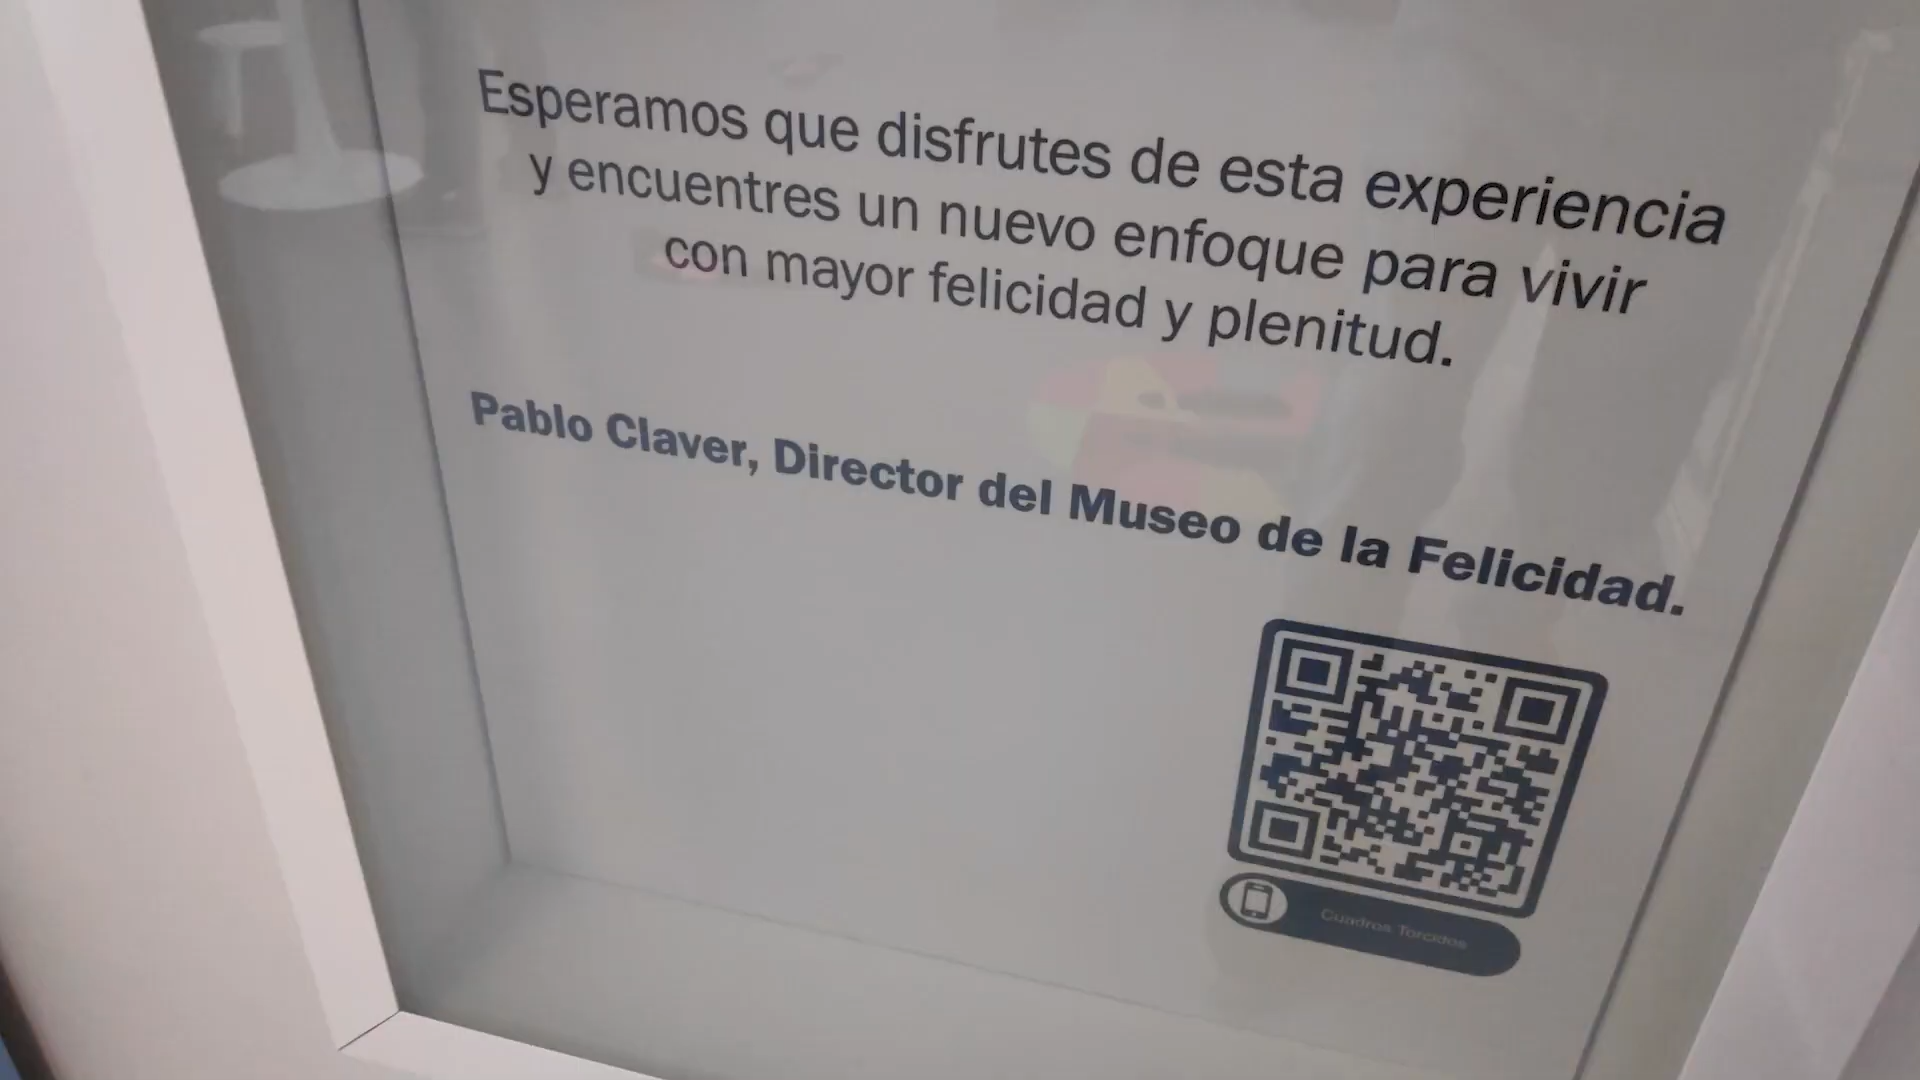 Esperamos que disfrutes de esta experiencia
y encuentres un nuevo enfoque para vivir
con mayor felicidad y plenitud.
Pablo Claver, Director del Museo de la Felicidad.
Cuadros Torcidos